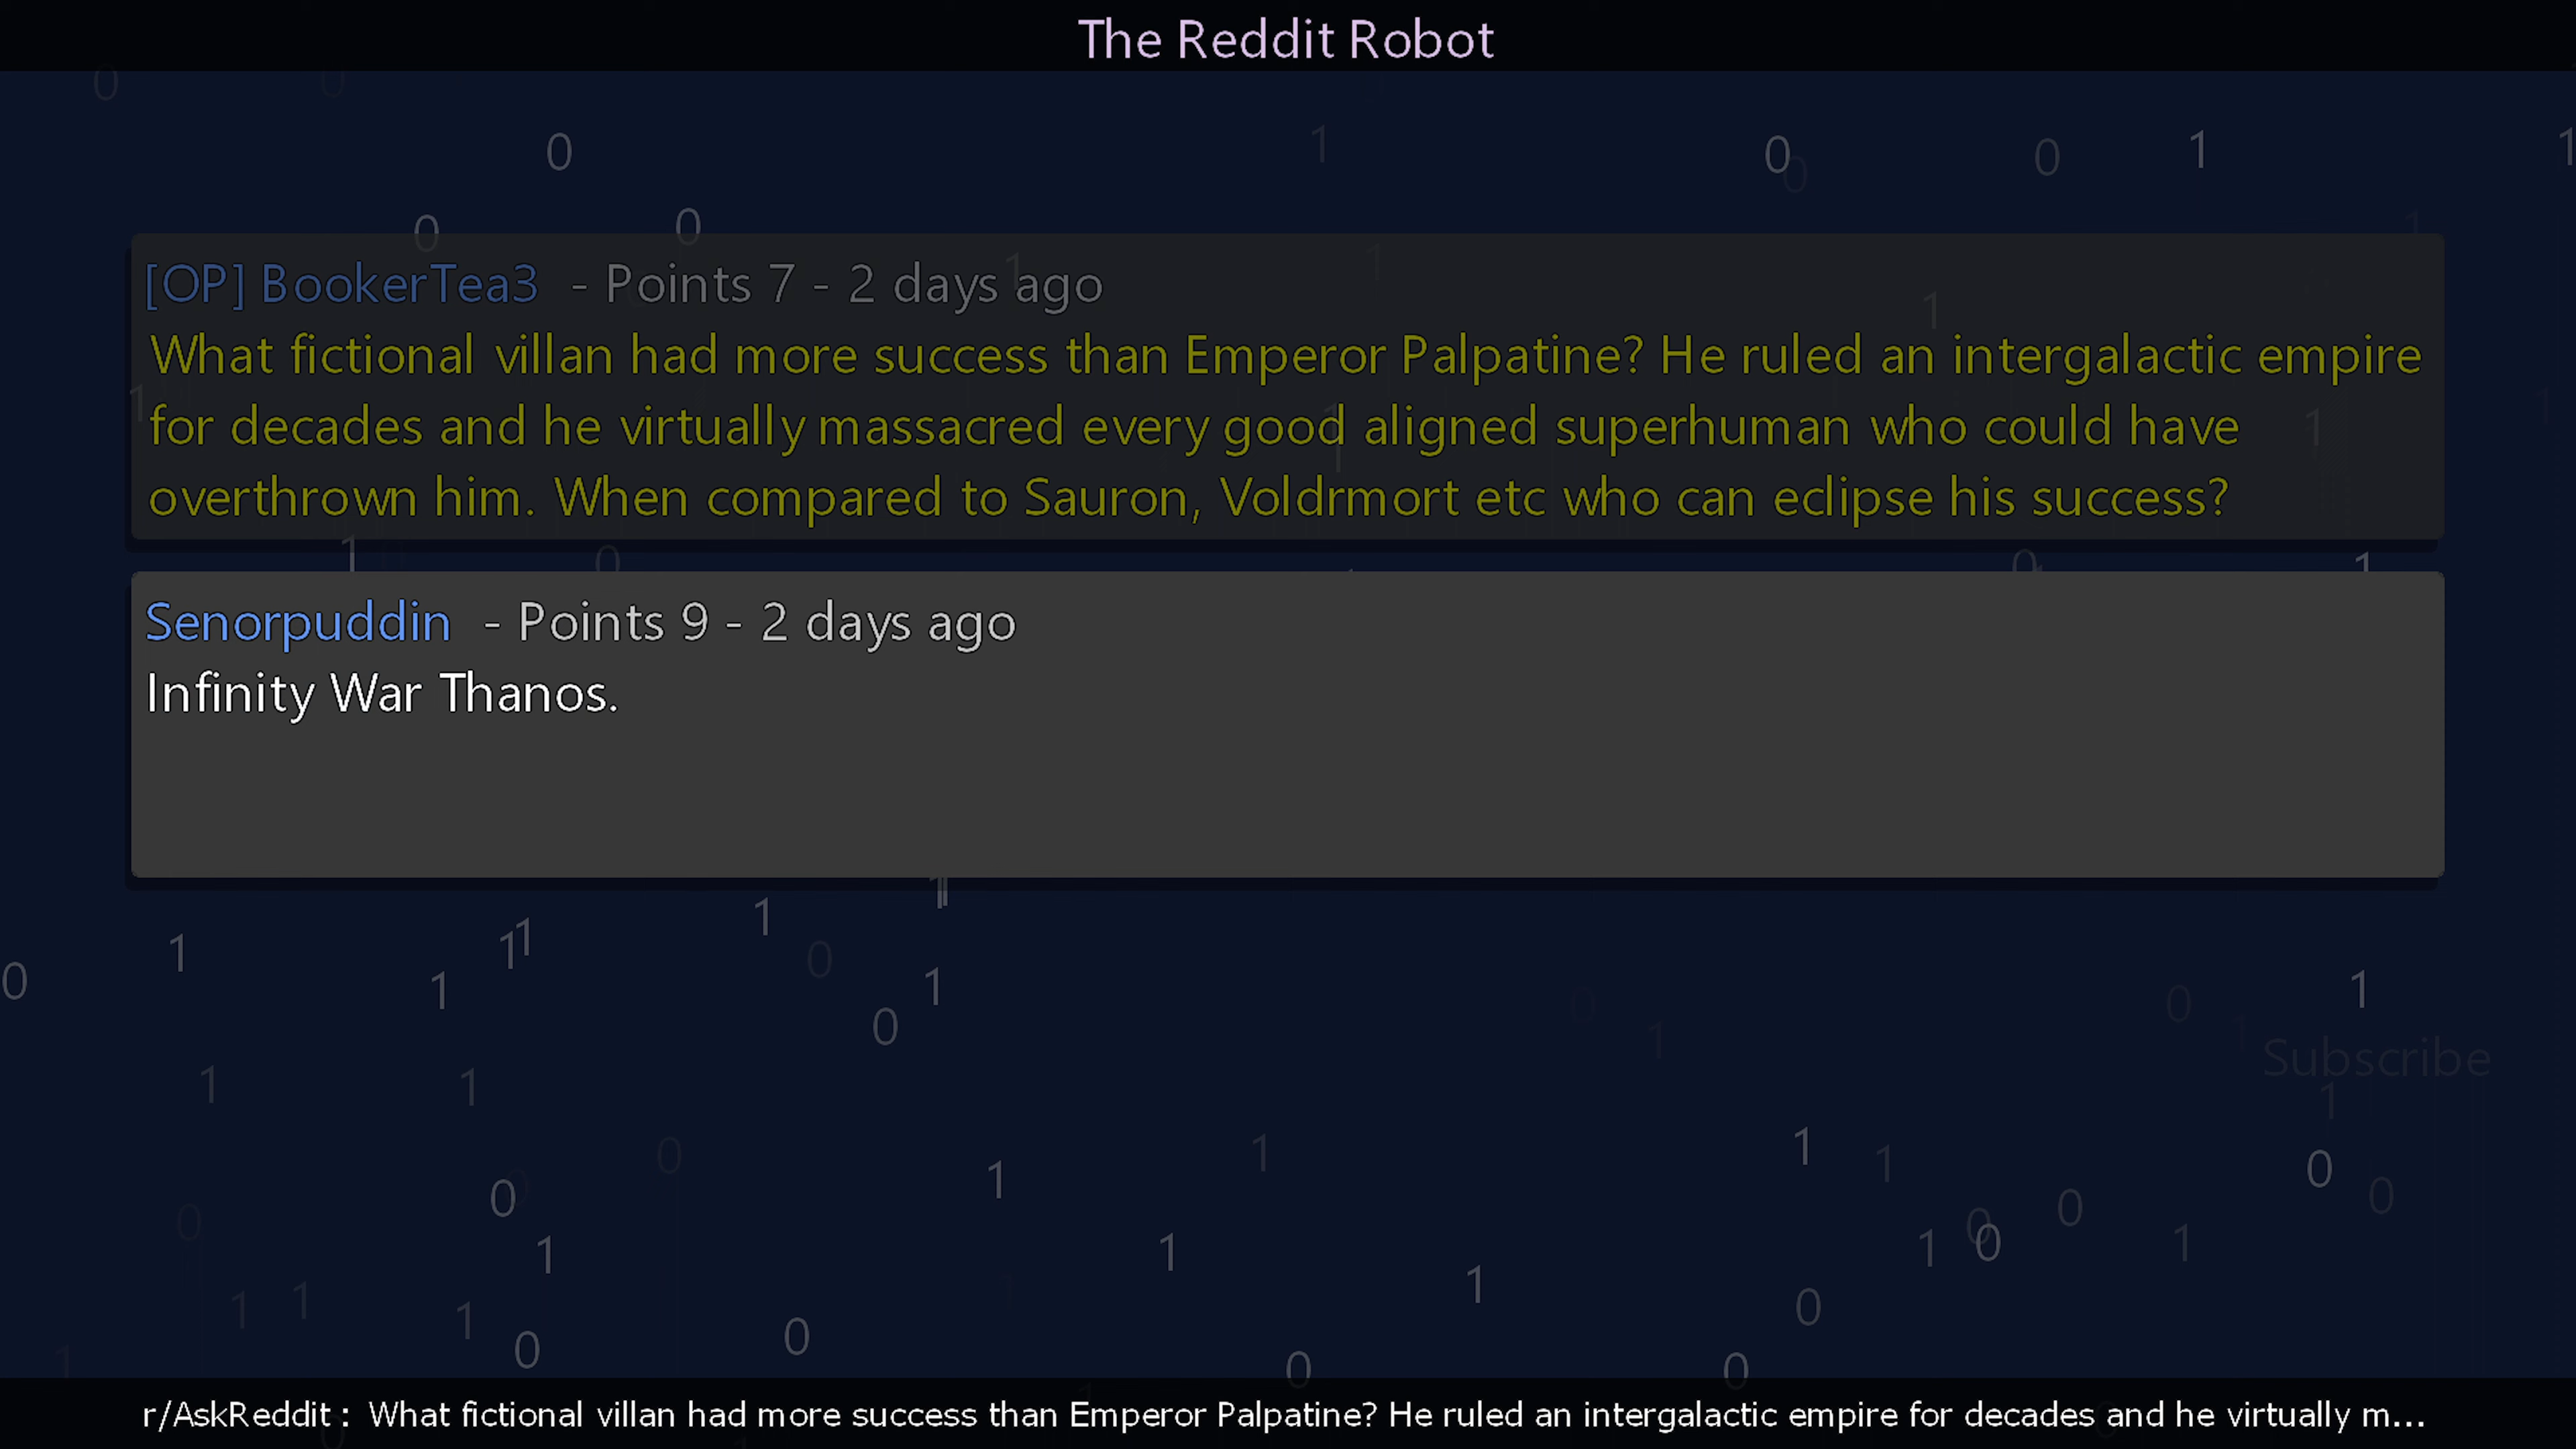 The Reddit Robot
[OP] BookerTea3 - Points 7 - 2 days ago
What fictional villan had more success than Emperor Palpatine? He ruled an intergalactic empire
for decades and he virtually massacred every good aligned superhuman who could have
overthrown him. When compared to Sauron, Voldrmort etc who can eclipse his success?
Senorpuddin - Points 9 - 2 days ago
Infinity War Thanos.
Subscribe
r/AskReddit : What fictional villan had more success than Emperor Palpatine? He ruled an intergalactic empire for decades and he virtually m...